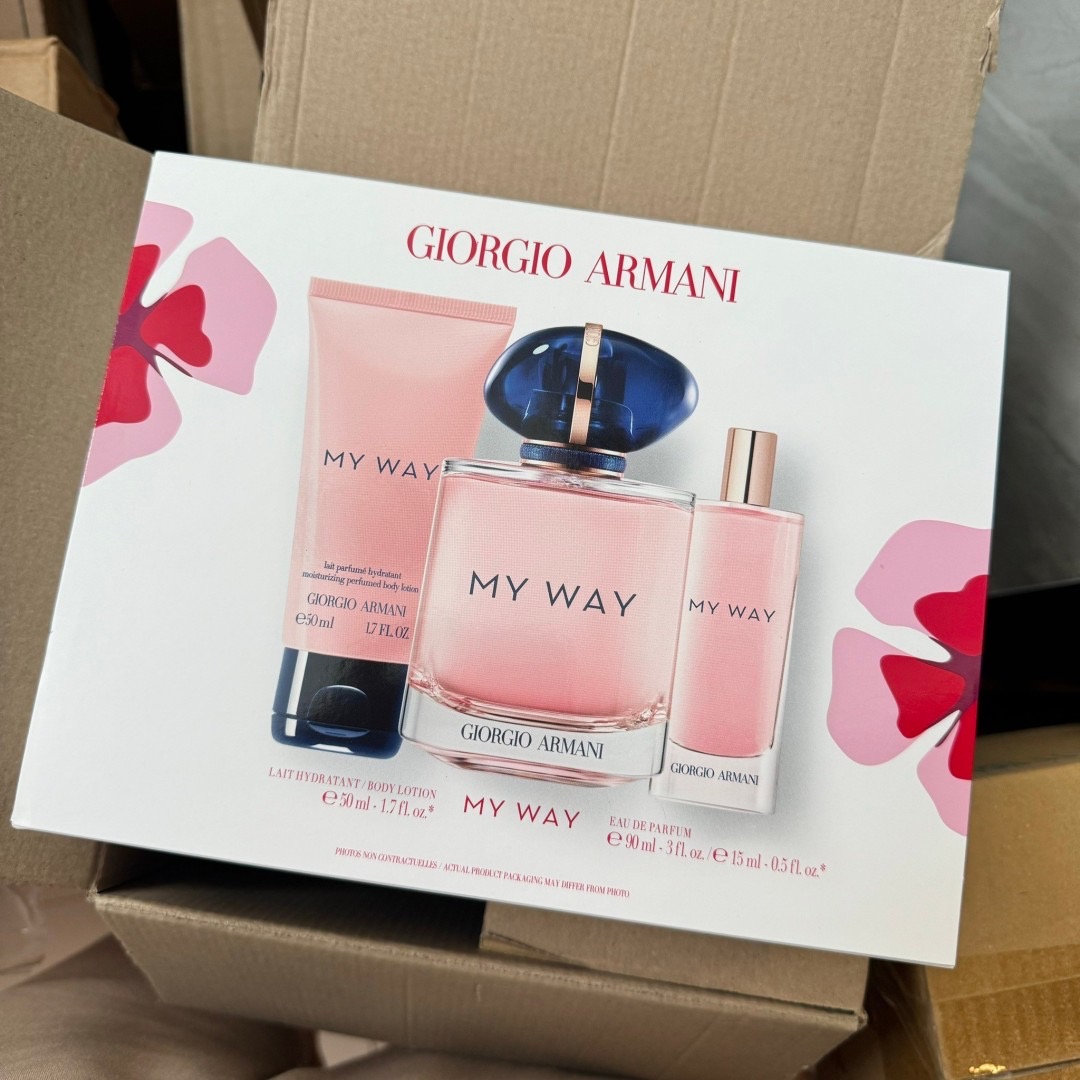 GIORGIO ARMANI
MY WAY
lait parfumé hydratant
moisturizing perfumed body lotion
GIORGIO ARMANI
℮50 ml 1.7 FL. OZ
MY WAY
GIORGIO ARMANI
MY WAY
GIORGIO ARMANI
LAIT HYDRATANT / BODY LOTION
℮ 50 ml - 1.7 fl. oz.*
MY WAY
EAU DE PARFUM
℮ 90 ml - 3 fl. oz. / ℮ 15 ml - 0.5 fl. oz.*
PHOTOS NON CONTRACTUELLES / ACTUAL PRODUCT PACKAGING MAY DIFFER FROM PHOTO